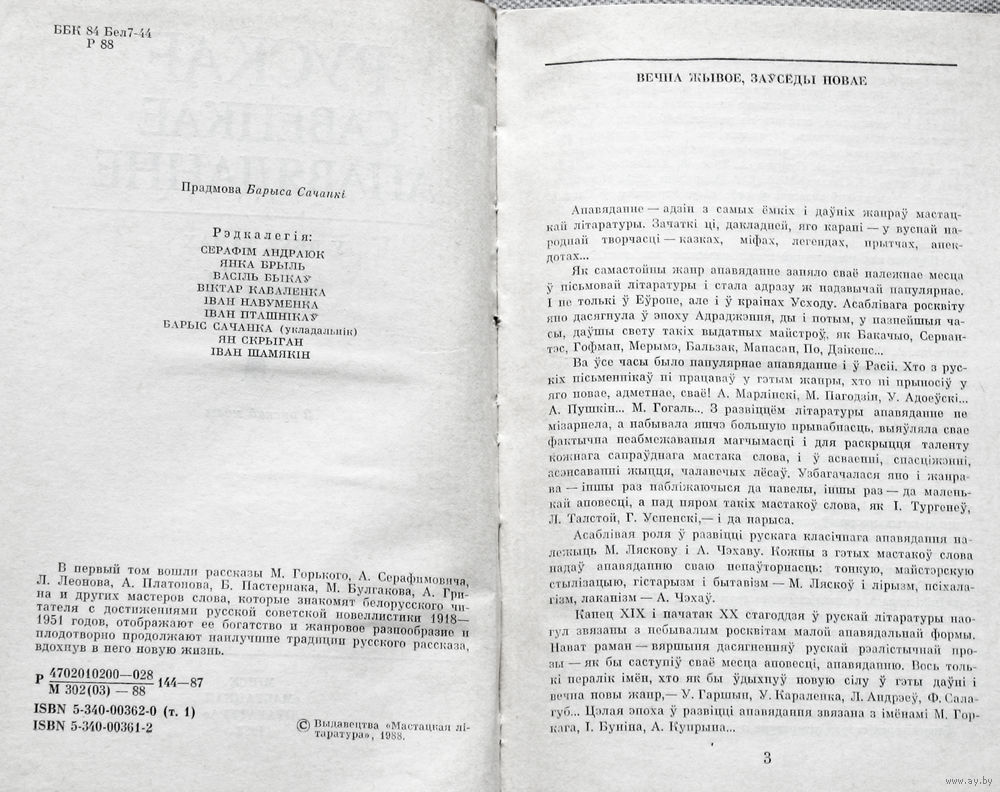 ББК 84 Бел7-44
Р 88
Прадмова Барыса Сачанкі
Рэдкалегія:
СЕРАФІМ АНДРАЮК
ЯНКА БРЫЛЬ
ВАСІЛЬ БЫКАЎ
ВІКТАР КАВАЛЕНКА
ІВАН НАВУМЕНКА
ІВАН ПТАШНІКАЎ
БАРЫС САЧАНКА (укладальнік)
ЯН СКРЫГАН
ІВАН ШАМЯКІН
В первый том вошли рассказы М. Горького, А. Серафимовича,
Л. Леонова, А. Платонова, Б. Пастернака, М. Булгакова, А. Гри-
на и других мастеров слова, которые знакомят белорусского чи-
тателя с достижениями русской советской новеллистики 1918—
1951 годов, отображают ее богатство и жанровое разнообразие и
плодотворно продолжают наилучшие традиции русского рассказа,
вдохнув в него новую жизнь.
Р 4702010200—028
М 302(03) — 88
144—87
ISBN 5-340-00362-0 (т. 1)
ISBN 5-340-00361-2
© Выдавецтва «Мастацкая лі-
таратура», 1988.
ВЕЧНА ЖЫВОЕ, ЗАЎСЕДЫ НОВАЕ
Апавяданне — адзін з самых ёмкіх і даўніх жанраў мастац-
кай літаратуры. Зачаткі ці, дакладней, яго карані — у вуснай на-
роднай творчасці — казках, міфах, легендах, прытчах, анек-
дотах...
Як самастойны жанр апавяданне заняло сваё належнае месца
ў пісьмовай літаратуры і стала адразу ж надзвычай папулярнае.
І не толькі ў Еўропе, але і ў краінах Усходу. Асаблівага росквіту
яно дасягнула ў эпоху Адраджэння, ды і потым, у пазнейшыя ча-
сы, даўшы свету такіх выдатных майстроў, як Бакачыо, Серван-
тэс, Гофман, Мерымэ, Бальзак, Мапасан, По, Дзікенс...
Ва ўсе часы было папулярнае апавяданне і ў Расіі. Хто з рус-
кіх пісьменнікаў ні працаваў у гэтым жанры, хто ні прыносіў у
яго новае, адметнае, сваё! А. Марлінскі, М. Пагодзін, У. Адоеўскі...
А. Пушкін... М. Гогаль... З развіццём літаратуры апавяданне не
мізарнела, а набывала яшчэ большую прывабнасць, выяўляла свае
фактычна неабмежаваныя магчымасці і для раскрыцця таленту
кожнага сапраўднага мастака слова, і ў асваенні, спасціжэнні,
асэнсаванні жыцця, чалавечых лёсаў. Узбагачалася яно і жанра-
ва — іншы раз набліжаючыся да навелы, іншы раз — да малень-
кай аповесці, а пад пяром такіх мастакоў слова, як І. Тургенеў,
Л. Талстой, Г. Успенскі,— і да нарыса.
Асаблівая роля ў развіцці рускага класічнага апавядання на-
лежыць М. Ляскову і А. Чэхаву. Кожны з гэтых мастакоў слова
надаў апавяданню сваю непаўторнасць: тонкую, майстэрскую
стылізацыю, гістарызм і бытавізм — М. Ляскоў і лірызм, псіхала-
гізм, лаканізм — А. Чэхаў.
Канец XIX і пачатак XX стагоддзя ў рускай літаратуры нао-
гул звязаны з небывалым росквітам малой апавядальнай формы.
Нават раман — вяршыня дасягненняў рускай рэалістычнай про-
зы — як бы саступіў сваё месца аповесці, апавяданню. Вось толь-
кі пералік імён, хто як бы ўдыхнуў новую сілу ў гэты даўні і
вечна новы жанр,— У. Гаршын, У. Караленка, Л. Андрэеў, Ф. Сала-
губ... Цэлая эпоха ў развіцці апавядання звязана з імёнамі М. Гор-
кага, І. Буніна, А. Купрына...
3
www.ay.by